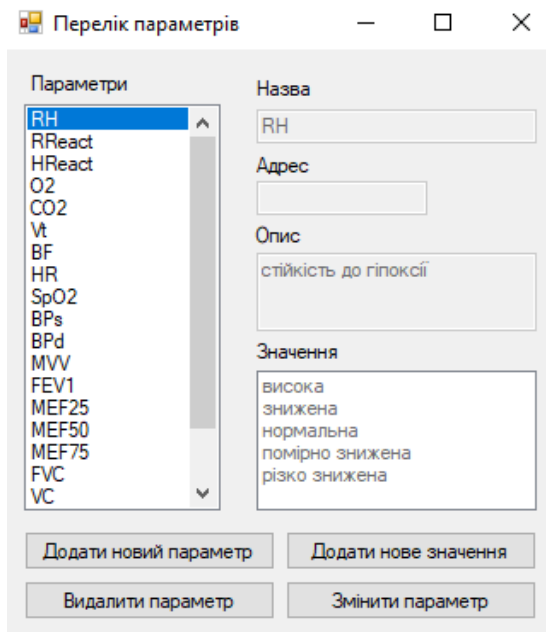 Перелік параметрів
Параметри
RH
RReact
HReact
O2
CO2
Vt
BF
HR
SpO2
BPs
BPd
MVV
FEV1
MEF25
MEF50
MEF75
FVC
VC
Назва
RH
Адрес
Опис
стійкість до гіпоксії
Значення
висока
знижена
нормальна
помірно знижена
різко знижена
Додати новий параметр
Додати нове значення
Видалити параметр
Змінити параметр